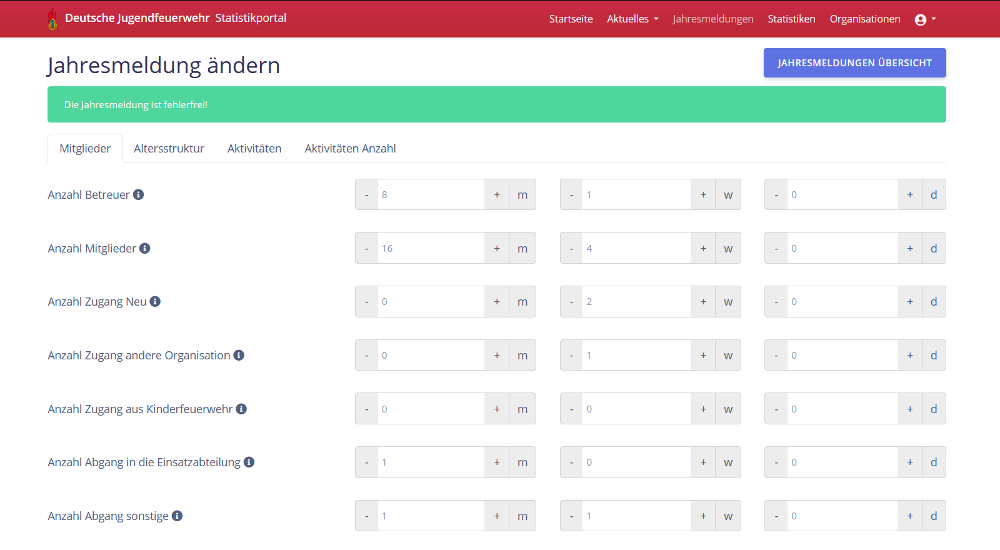 Deutsche Jugendfeuerwehr Statistikportal
Startseite Aktuelles Jahresmeldungen Statistiken Organisationen
Jahresmeldung ändern
JAHRESMELDUNGEN ÜBERSICHT
Die Jahresmeldung ist fehlerfrei!
Mitglieder Altersstruktur Aktivitäten Aktivitäten Anzahl
Anzahl Betreuer - 8 + m - 1 + w - 0 + d
Anzahl Mitglieder - 16 + m - 4 + w - 0 + d
Anzahl Zugang Neu - 0 + m - 2 + w - 0 + d
Anzahl Zugang andere Organisation - 0 + m - 1 + w - 0 + d
Anzahl Zugang aus Kinderfeuerwehr - 0 + m - 0 + w - 0 + d
Anzahl Abgang in die Einsatzabteilung - 1 + m - 0 + w - 0 + d
Anzahl Abgang sonstige - 1 + m - 1 + w - 0 + d